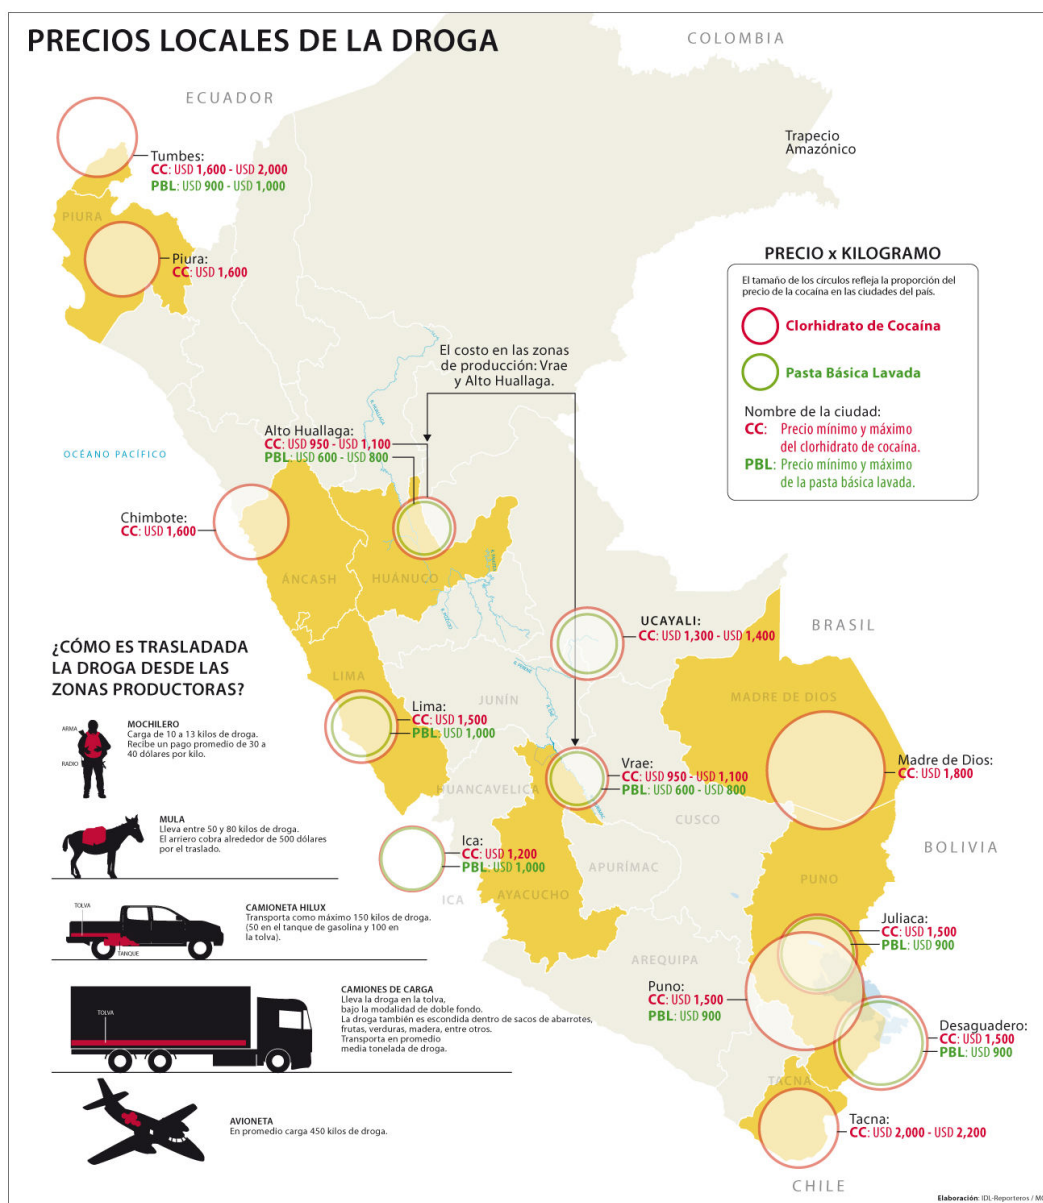 PRECIOS LOCALES DE LA DROGA
COLOMBIA
ECUADOR
Trapecio
Amazónico
Tumbes:
CC: USD 1,600 - USD 2,000
PBL: USD 900 - USD 1,000
PIURA
Piura:
CC: USD 1,600
PRECIO x KILOGRAMO
El tamaño de los círculos refleja la proporción del
precio de la cocaína en las ciudades del país.
Clorhidrato de Cocaína
Pasta Básica Lavada
Nombre de la ciudad:
CC: Precio mínimo y máximo
del clorhidrato de cocaína.
PBL: Precio mínimo y máximo
de la pasta básica lavada.
El costo en las zonas
de producción: Vrae
y Alto Huallaga.
R. HUALLAGA
Alto Huallaga:
CC: USD 950 - USD 1,100
PBL: USD 600 - USD 800
OCÉANO PACÍFICO
Chimbote:
CC: USD 1,600
ÁNCASH
HUÁNUCO
UCAYALI:
CC: USD 1,300 - USD 1,400
BRASIL
LIMA
JUNÍN
MADRE DE DIOS
Lima:
CC: USD 1,500
PBL: USD 1,000
Vrae:
CC: USD 950 - USD 1,100
PBL: USD 600 - USD 800
Madre de Dios:
CC: USD 1,800
HUANCAVELICA
CUSCO
Ica:
CC: USD 1,200
PBL: USD 1,000
APURÍMAC
BOLIVIA
ICA
AYACUCHO
PUNO
Juliaca:
CC: USD 1,500
PBL: USD 900
AREQUIPA
Puno:
CC: USD 1,500
PBL: USD 900
Desaguadero:
CC: USD 1,500
PBL: USD 900
TACNA
Tacna:
CC: USD 2,000 - USD 2,200
CHILE
¿CÓMO ES TRASLADADA
LA DROGA DESDE LAS
ZONAS PRODUCTORAS?
ARMA
RADIO
MOCHILERO
Carga de 10 a 13 kilos de droga.
Recibe un pago promedio de 30 a
40 dólares por kilo.
MULA
Lleva entre 50 y 80 kilos de droga.
El arriero cobra alrededor de 500 dólares
por el traslado.
TOLVA
TANQUE
CAMIONETA HILUX
Transporta como máximo 150 kilos de droga.
(50 en el tanque de gasolina y 100 en
la tolva).
TOLVA
CAMIONES DE CARGA
Lleva la droga en la tolva,
bajo la modalidad de doble fondo.
La droga también es escondida dentro de sacos de abarrotes,
frutas, verduras, madera, entre otros.
Transporta en promedio
media tonelada de droga.
AVIONETA
En promedio carga 450 kilos de droga.
Elaboración: IDL-Reporteros / M